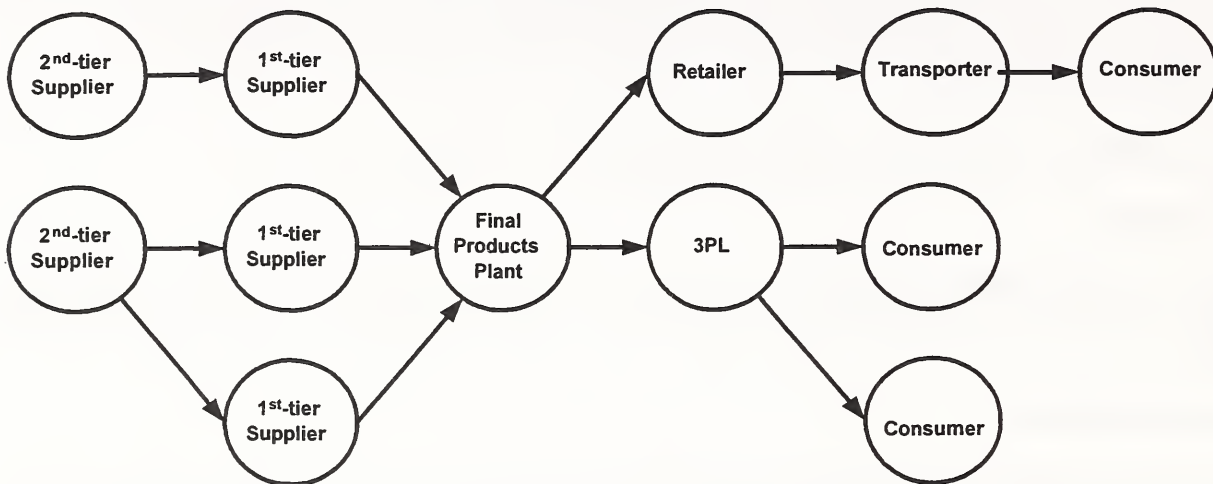 2nd-tier
Supplier
1st-tier
Supplier
Retailer
Transporter
Consumer
2nd-tier
Supplier
1st-tier
Supplier
Final
Products
Plant
3PL
Consumer
1st-tier
Supplier
Consumer